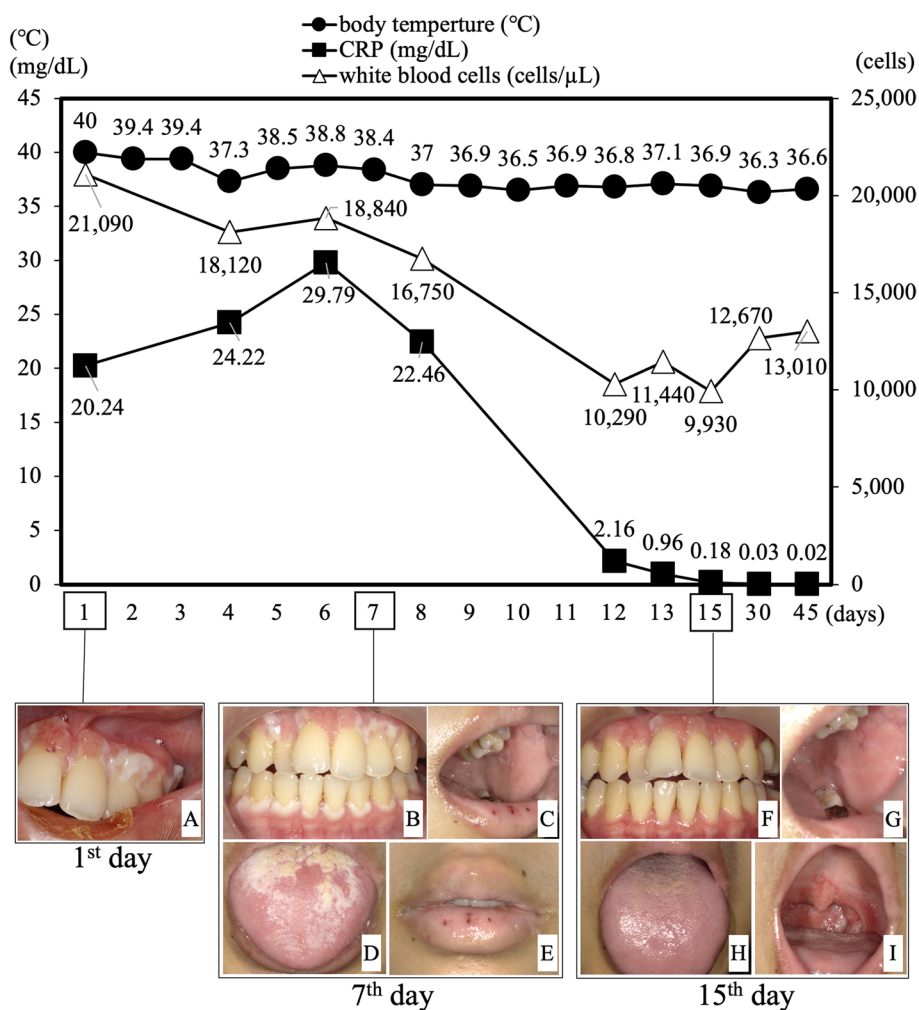 body temperture (℃)
CRP (mg/dL)
white blood cells (cells/μL)
(℃)
(mg/dL)
(cells)
45
40
35
30
25
20
15
10
5
0
25,000
20,000
15,000
10,000
5,000
0
40 39.4 39.4 37.3 38.5 38.8 38.4 37 36.9 36.5 36.9 36.8 37.1 36.9 36.3 36.6
21,090 18,120 18,840 16,750 10,290 11,440 9,930 12,670 13,010
20.24 24.22 29.79 22.46 2.16 0.96 0.18 0.03 0.02
1 2 3 4 5 6 7 8 9 10 11 12 13 15 30 45 (days)
A
B
C
D
E
F
G
H
I
1st day
7th day
15th day